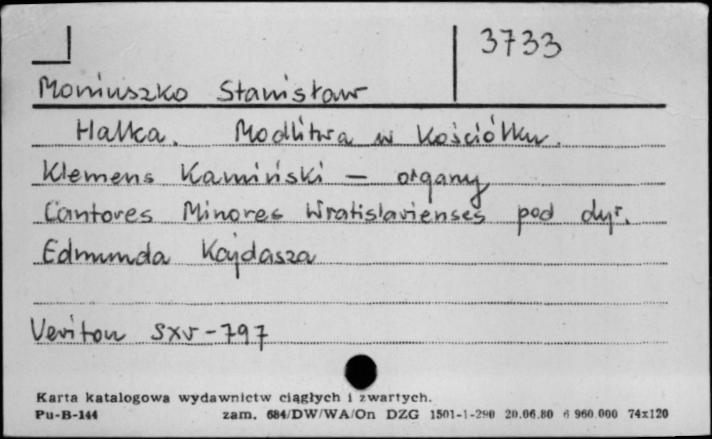 3733
Moniuszko Stanisław
Halka. Modlitwa w kościółku.
Klemens Kamiński – organy
Cantores Minores Wratislavienses pod dyr.
Edmunda Kajdasza
Veriton SXV-797
Karta katalogowa wydawnictw ciągłych i zwartych.
Pu-B-144 zam. 684/DW/WA/On DZG 1501-1-290 20.06.80 6 960 000 74x120